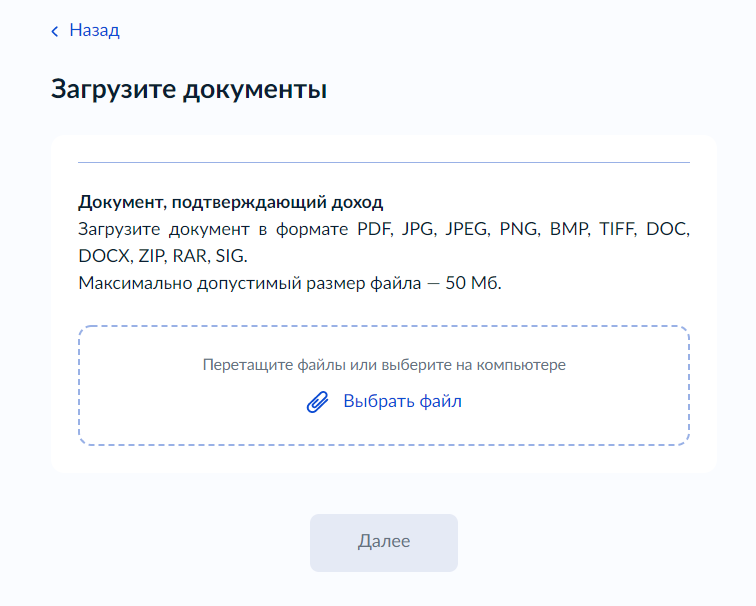 Назад
Загрузите документы
Документ, подтверждающий доход
Загрузите документ в формате PDF, JPG, JPEG, PNG, BMP, TIFF, DOC,
DOCX, ZIP, RAR, SIG.
Максимально допустимый размер файла — 50 Мб.
Перетащите файлы или выберите на компьютере
Выбрать файл
Далее